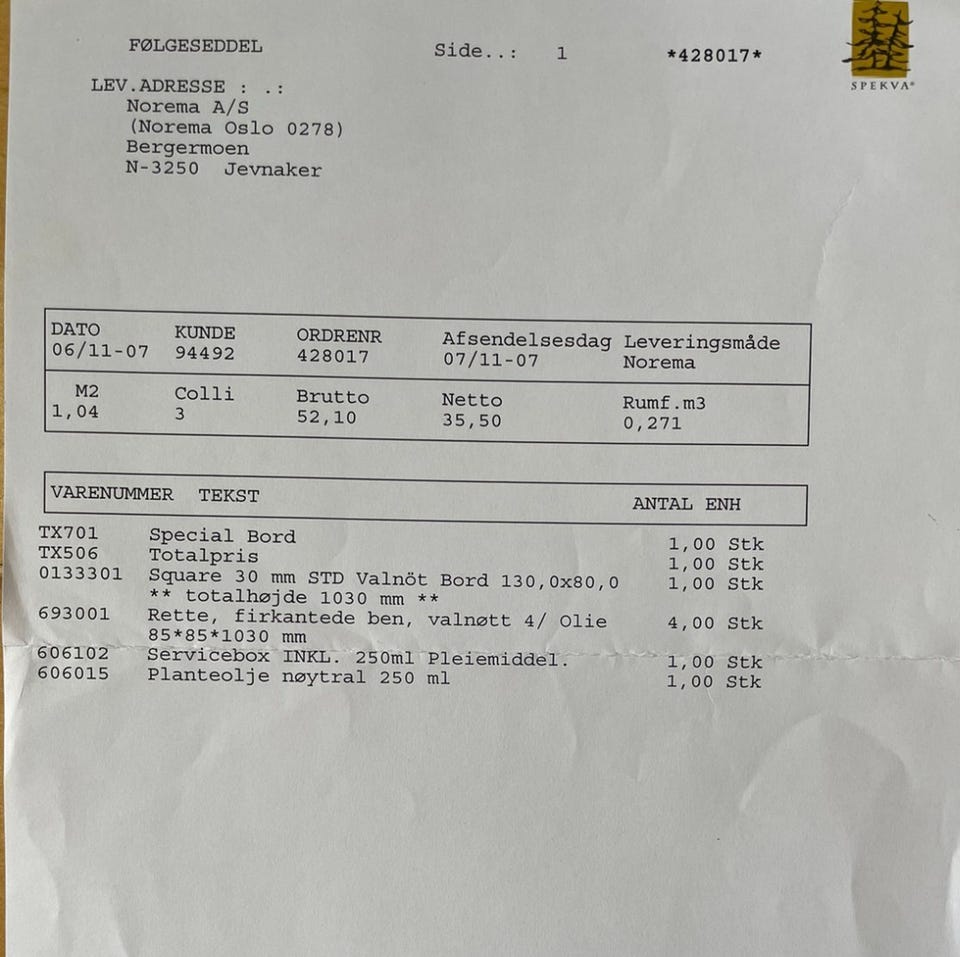 FØLGESEDDEL Side..: 1 *428017*
SPEKVA®
LEV.ADRESSE : .:
Norema A/S
(Norema Oslo 0278)
Bergermoen
N-3250 Jevnaker
DATO KUNDE ORDRENR Afsendelsesdag Leveringsmåde
06/11-07 94492 428017 07/11-07 Norema
M2 Colli Brutto Netto Rumf.m3
1,04 3 52,10 35,50 0,271
VARENUMMER TEKST ANTAL ENH
TX701 Special Bord 1,00 Stk
TX506 Totalpris 1,00 Stk
0133301 Square 30 mm STD Valnöt Bord 130,0x80,0 1,00 Stk
** totalhøjde 1030 mm **
693001 Rette, firkantede ben, valnøtt 4/ Olie 4,00 Stk
85*85*1030 mm
606102 Servicebox INKL. 250ml Pleiemiddel. 1,00 Stk
606015 Planteolje nøytral 250 ml 1,00 Stk